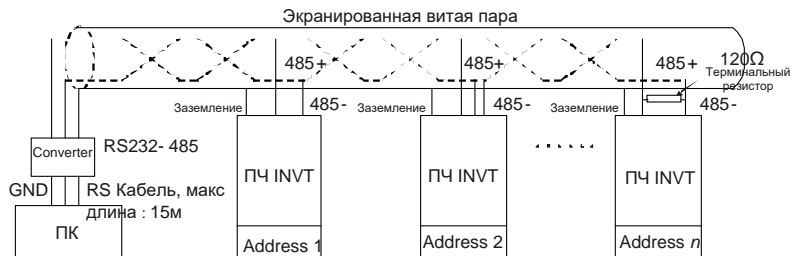 Экранированная витая пара
485+
485+
485+
120Ω
Терминальный
резистор
Заземление
485-
Заземление
485-
Заземление
485-
Converter
RS232- 485
GND
RS Кабель, макс
длина : 15м
ПК
ПЧ INVT
ПЧ INVT
ПЧ INVT
Address 1
Address 2
Address n